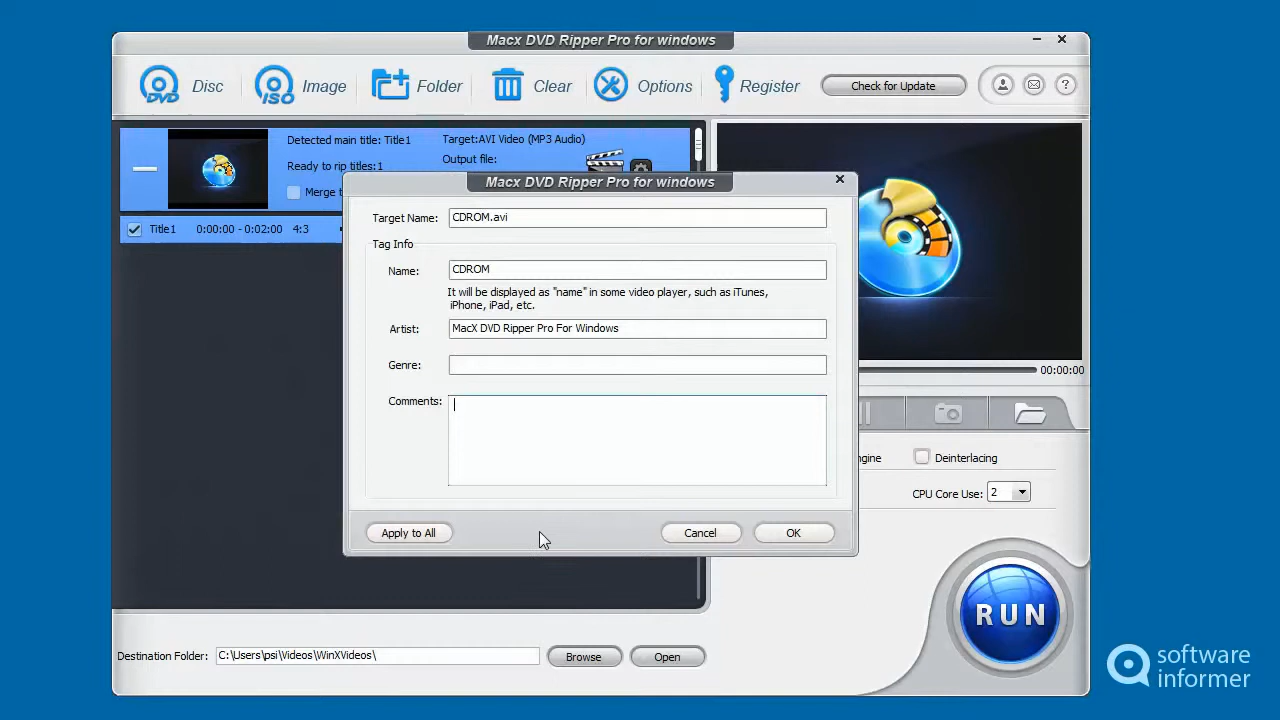 Macx DVD Ripper Pro for windows
DVD Disc
ISO Image
Folder
Clear
Options
Register
Check for Update
?
Detected main title: Title1
Target:AVI Video (MP3 Audio)
Ready to rip titles:1
Output file:
Merge t
Title1 0:00:00 - 0:02:00 4:3
Macx DVD Ripper Pro for windows
Target Name: CDROM.avi
Tag Info
Name: CDROM
It will be displayed as "name" in some video player, such as iTunes,
iPhone, iPad, etc.
Artist: MacX DVD Ripper Pro For Windows
Genre:
Comments:
Apply to All
Cancel
OK
00:00:00
ngine
Deinterlacing
CPU Core Use: 2
RUN
Destination Folder: C:\Users\psi\Videos\WinXVideos\
Browse
Open
software
informer